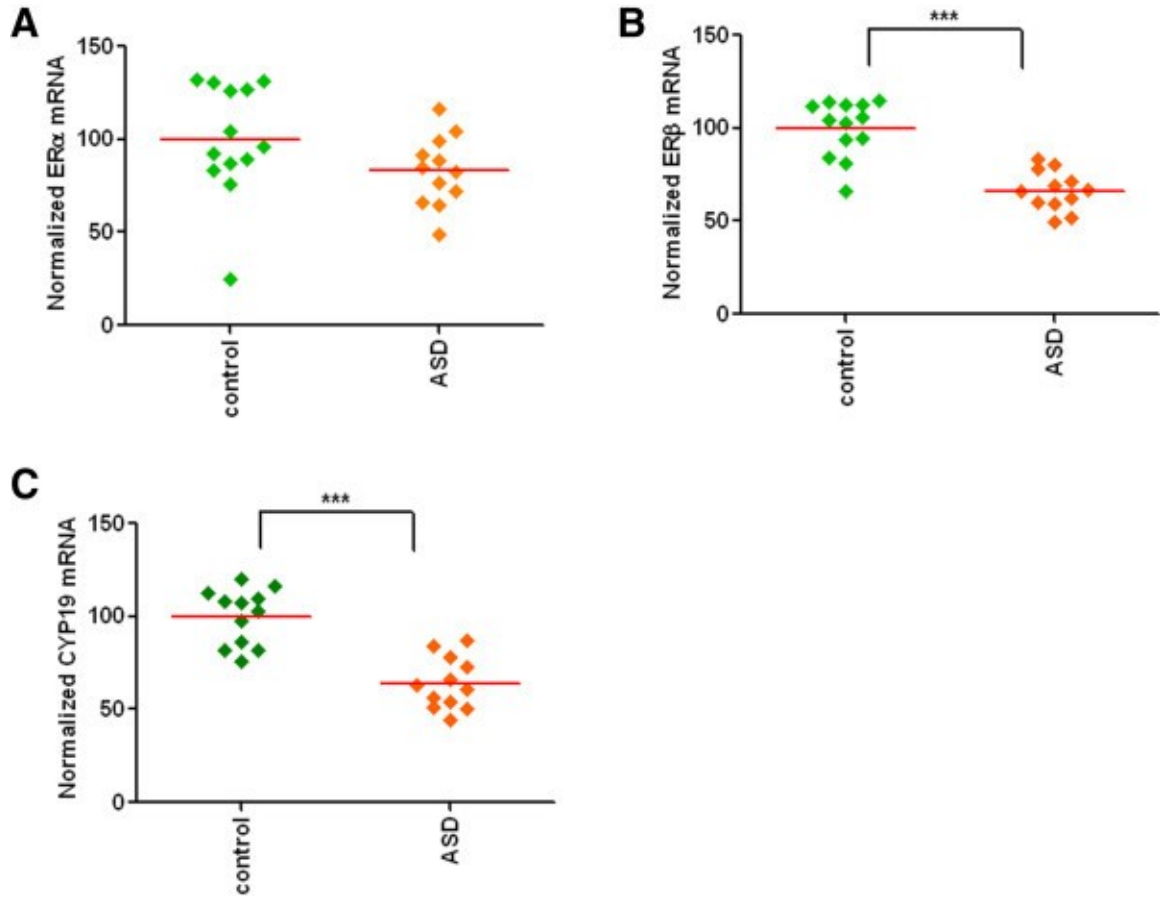 A
Normalized ERα mRNA
150
100
50
0
control
ASD
B
***
Normalized ERβ mRNA
150
100
50
0
control
ASD
C
***
Normalized CYP19 mRNA
150
100
50
0
control
ASD